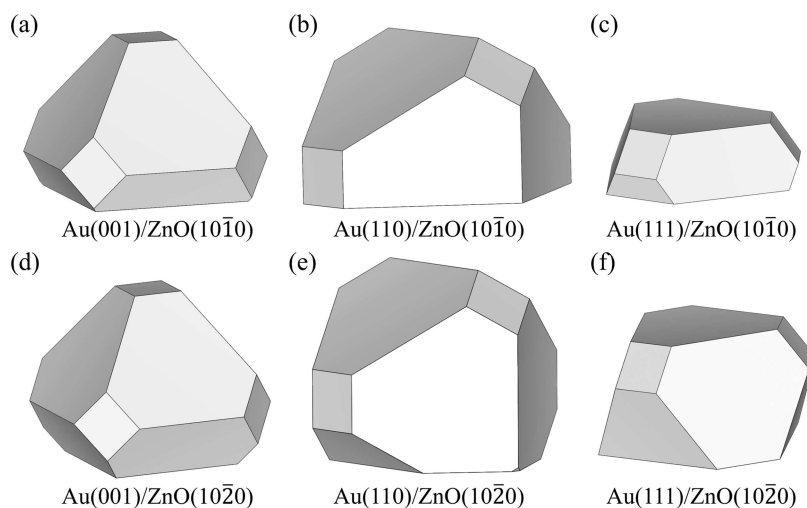 (a) (b) (c)
Au(001)/ZnO(101̅0) Au(110)/ZnO(101̅0) Au(111)/ZnO(101̅0)
(d) (e) (f)
Au(001)/ZnO(102̅0) Au(110)/ZnO(102̅0) Au(111)/ZnO(102̅0)